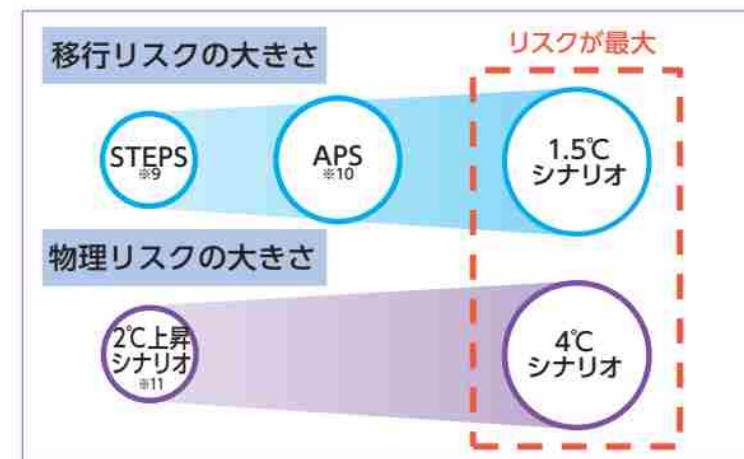 移行リスクの大きさ
リスクが最大
STEPS
※9
APS
※10
1.5℃
シナリオ
物理リスクの大きさ
2℃上昇
シナリオ
※11
4℃
シナリオ